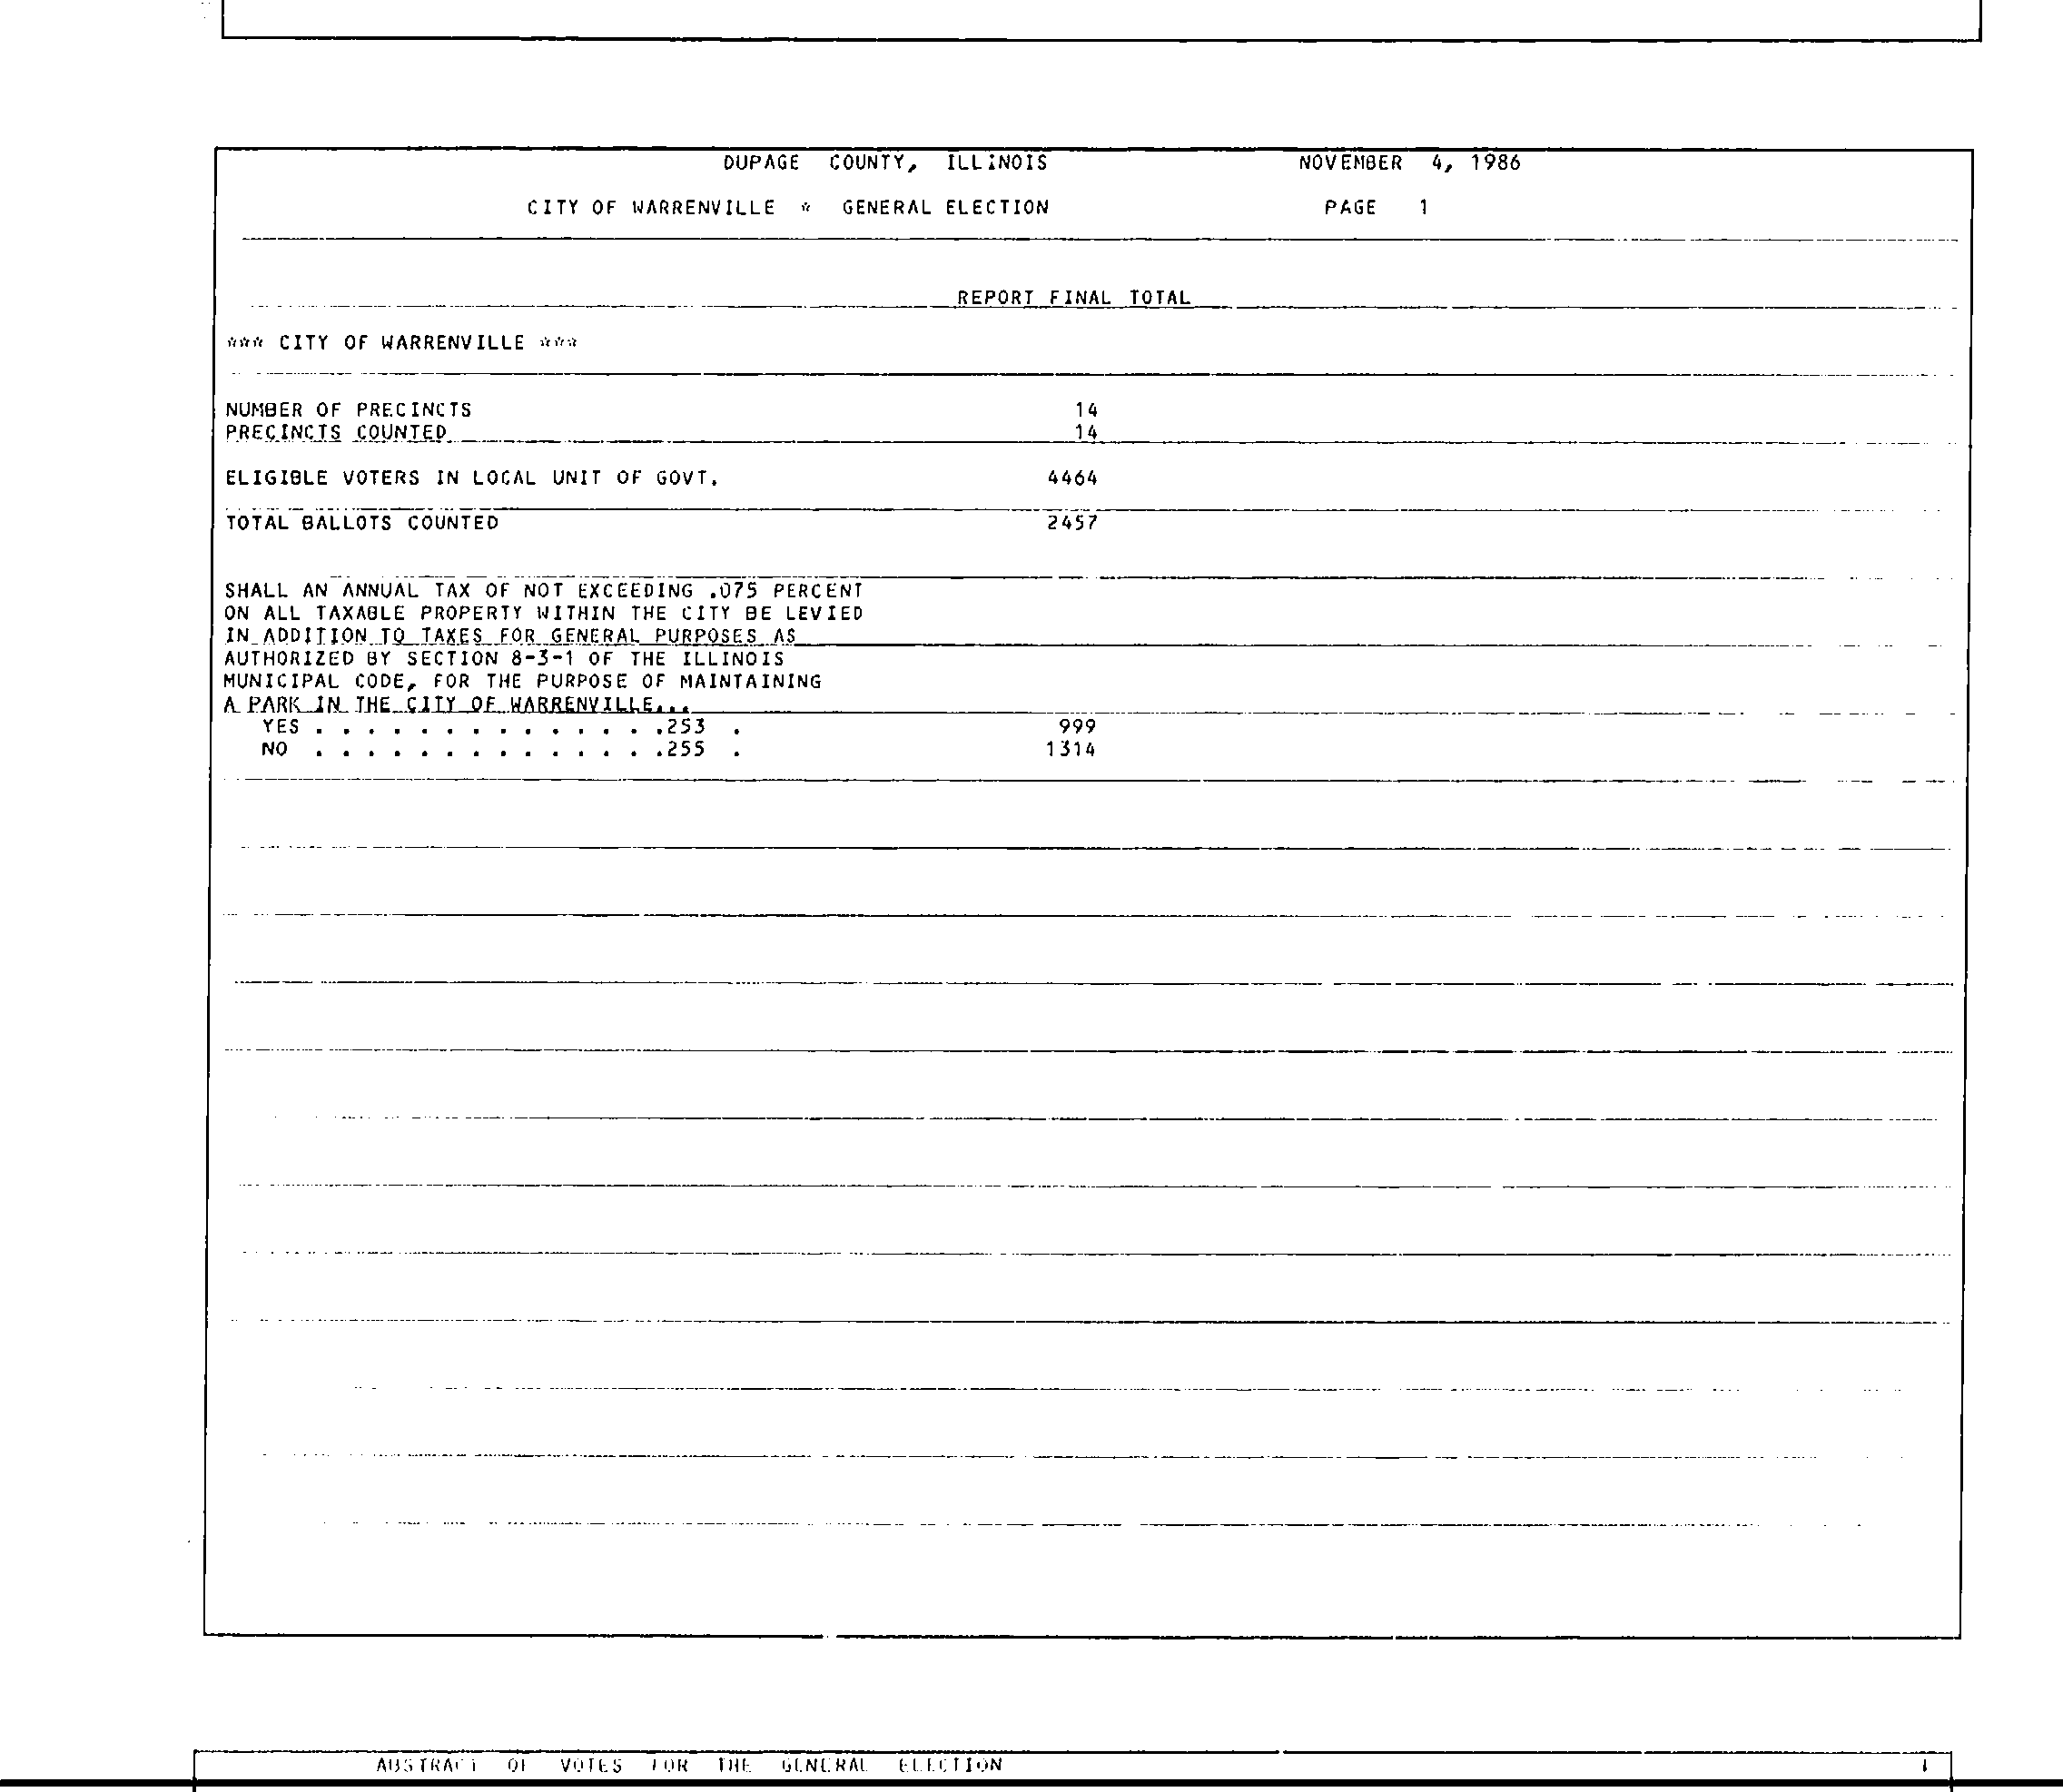 DUPAGE COUNTY, ILLINOIS NOVEMBER 4, 1986
CITY OF WARRENVILLE * GENERAL ELECTION PAGE 1
REPORT FINAL TOTAL
*** CITY OF WARRENVILLE ***
NUMBER OF PRECINCTS 14
PRECINCTS COUNTED 14
ELIGIBLE VOTERS IN LOCAL UNIT OF GOVT. 4464
TOTAL BALLOTS COUNTED 2457
SHALL AN ANNUAL TAX OF NOT EXCEEDING .075 PERCENT
ON ALL TAXABLE PROPERTY WITHIN THE CITY BE LEVIED
IN ADDITION TO TAXES FOR GENERAL PURPOSES AS
AUTHORIZED BY SECTION 8-3-1 OF THE ILLINOIS
MUNICIPAL CODE, FOR THE PURPOSE OF MAINTAINING
A PARK IN THE CITY OF WARRENVILLE...
YES . . . . . . . . . . . . . .253 . 999
NO . . . . . . . . . . . . . .255 . 1314
ABSTRACT OF VOTES FOR THE GENERAL ELECTION